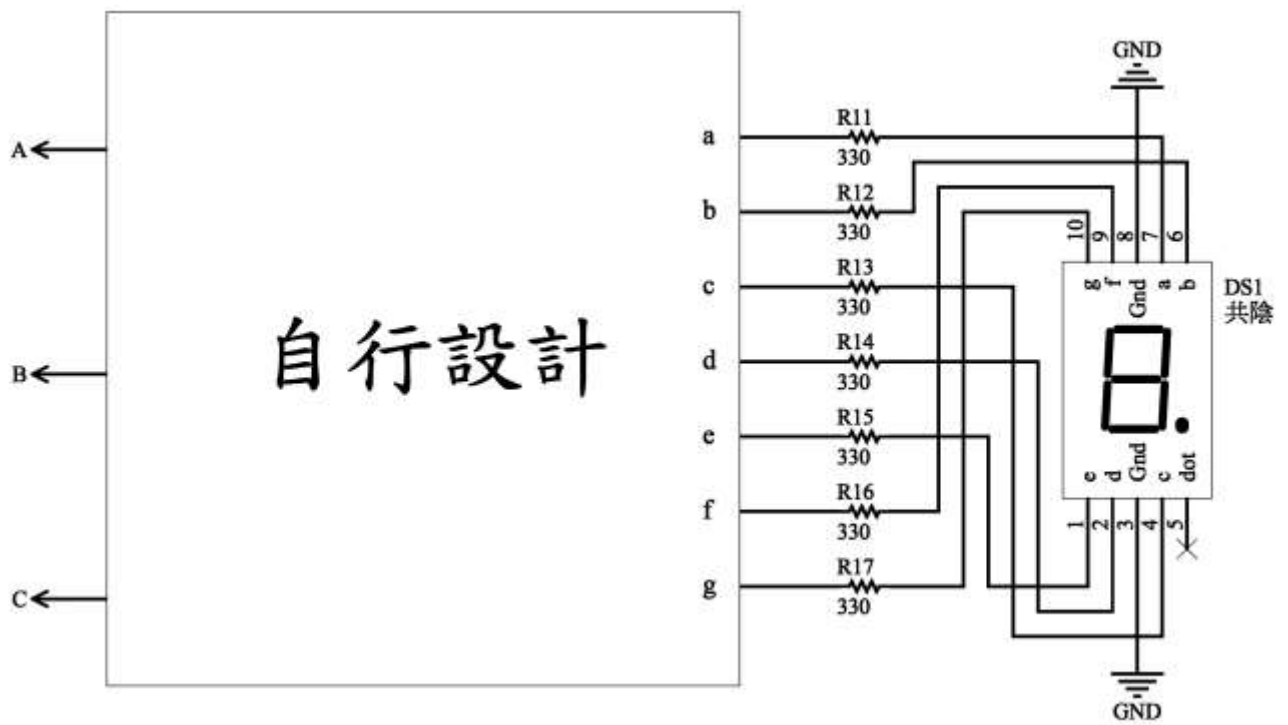 GND
R11
A
a
330
R12
b
330
10
9
8
7
6
R13
c
330
g
f
Gnd
a
b
DS1
共陰
自行設計
R14
B
d
330
R15
e
330
e
d
Gnd
c
dot
R16
f
330
1
2
3
4
5
R17
C
g
330
GND